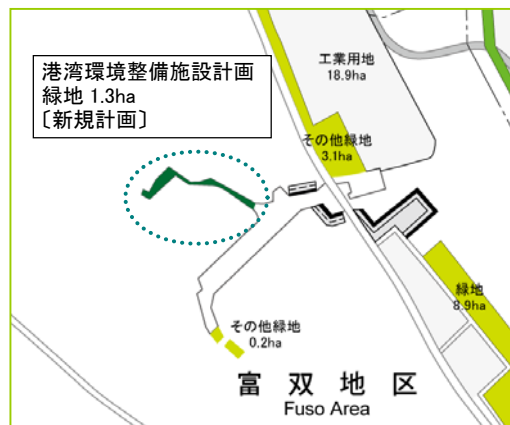 港湾環境整備施設計画
緑地 1.3ha
〔新規計画〕
工業用地
18.9ha
その他緑地
3.1ha
緑地
8.9ha
その他緑地
0.2ha
富双地区
Fuso Area